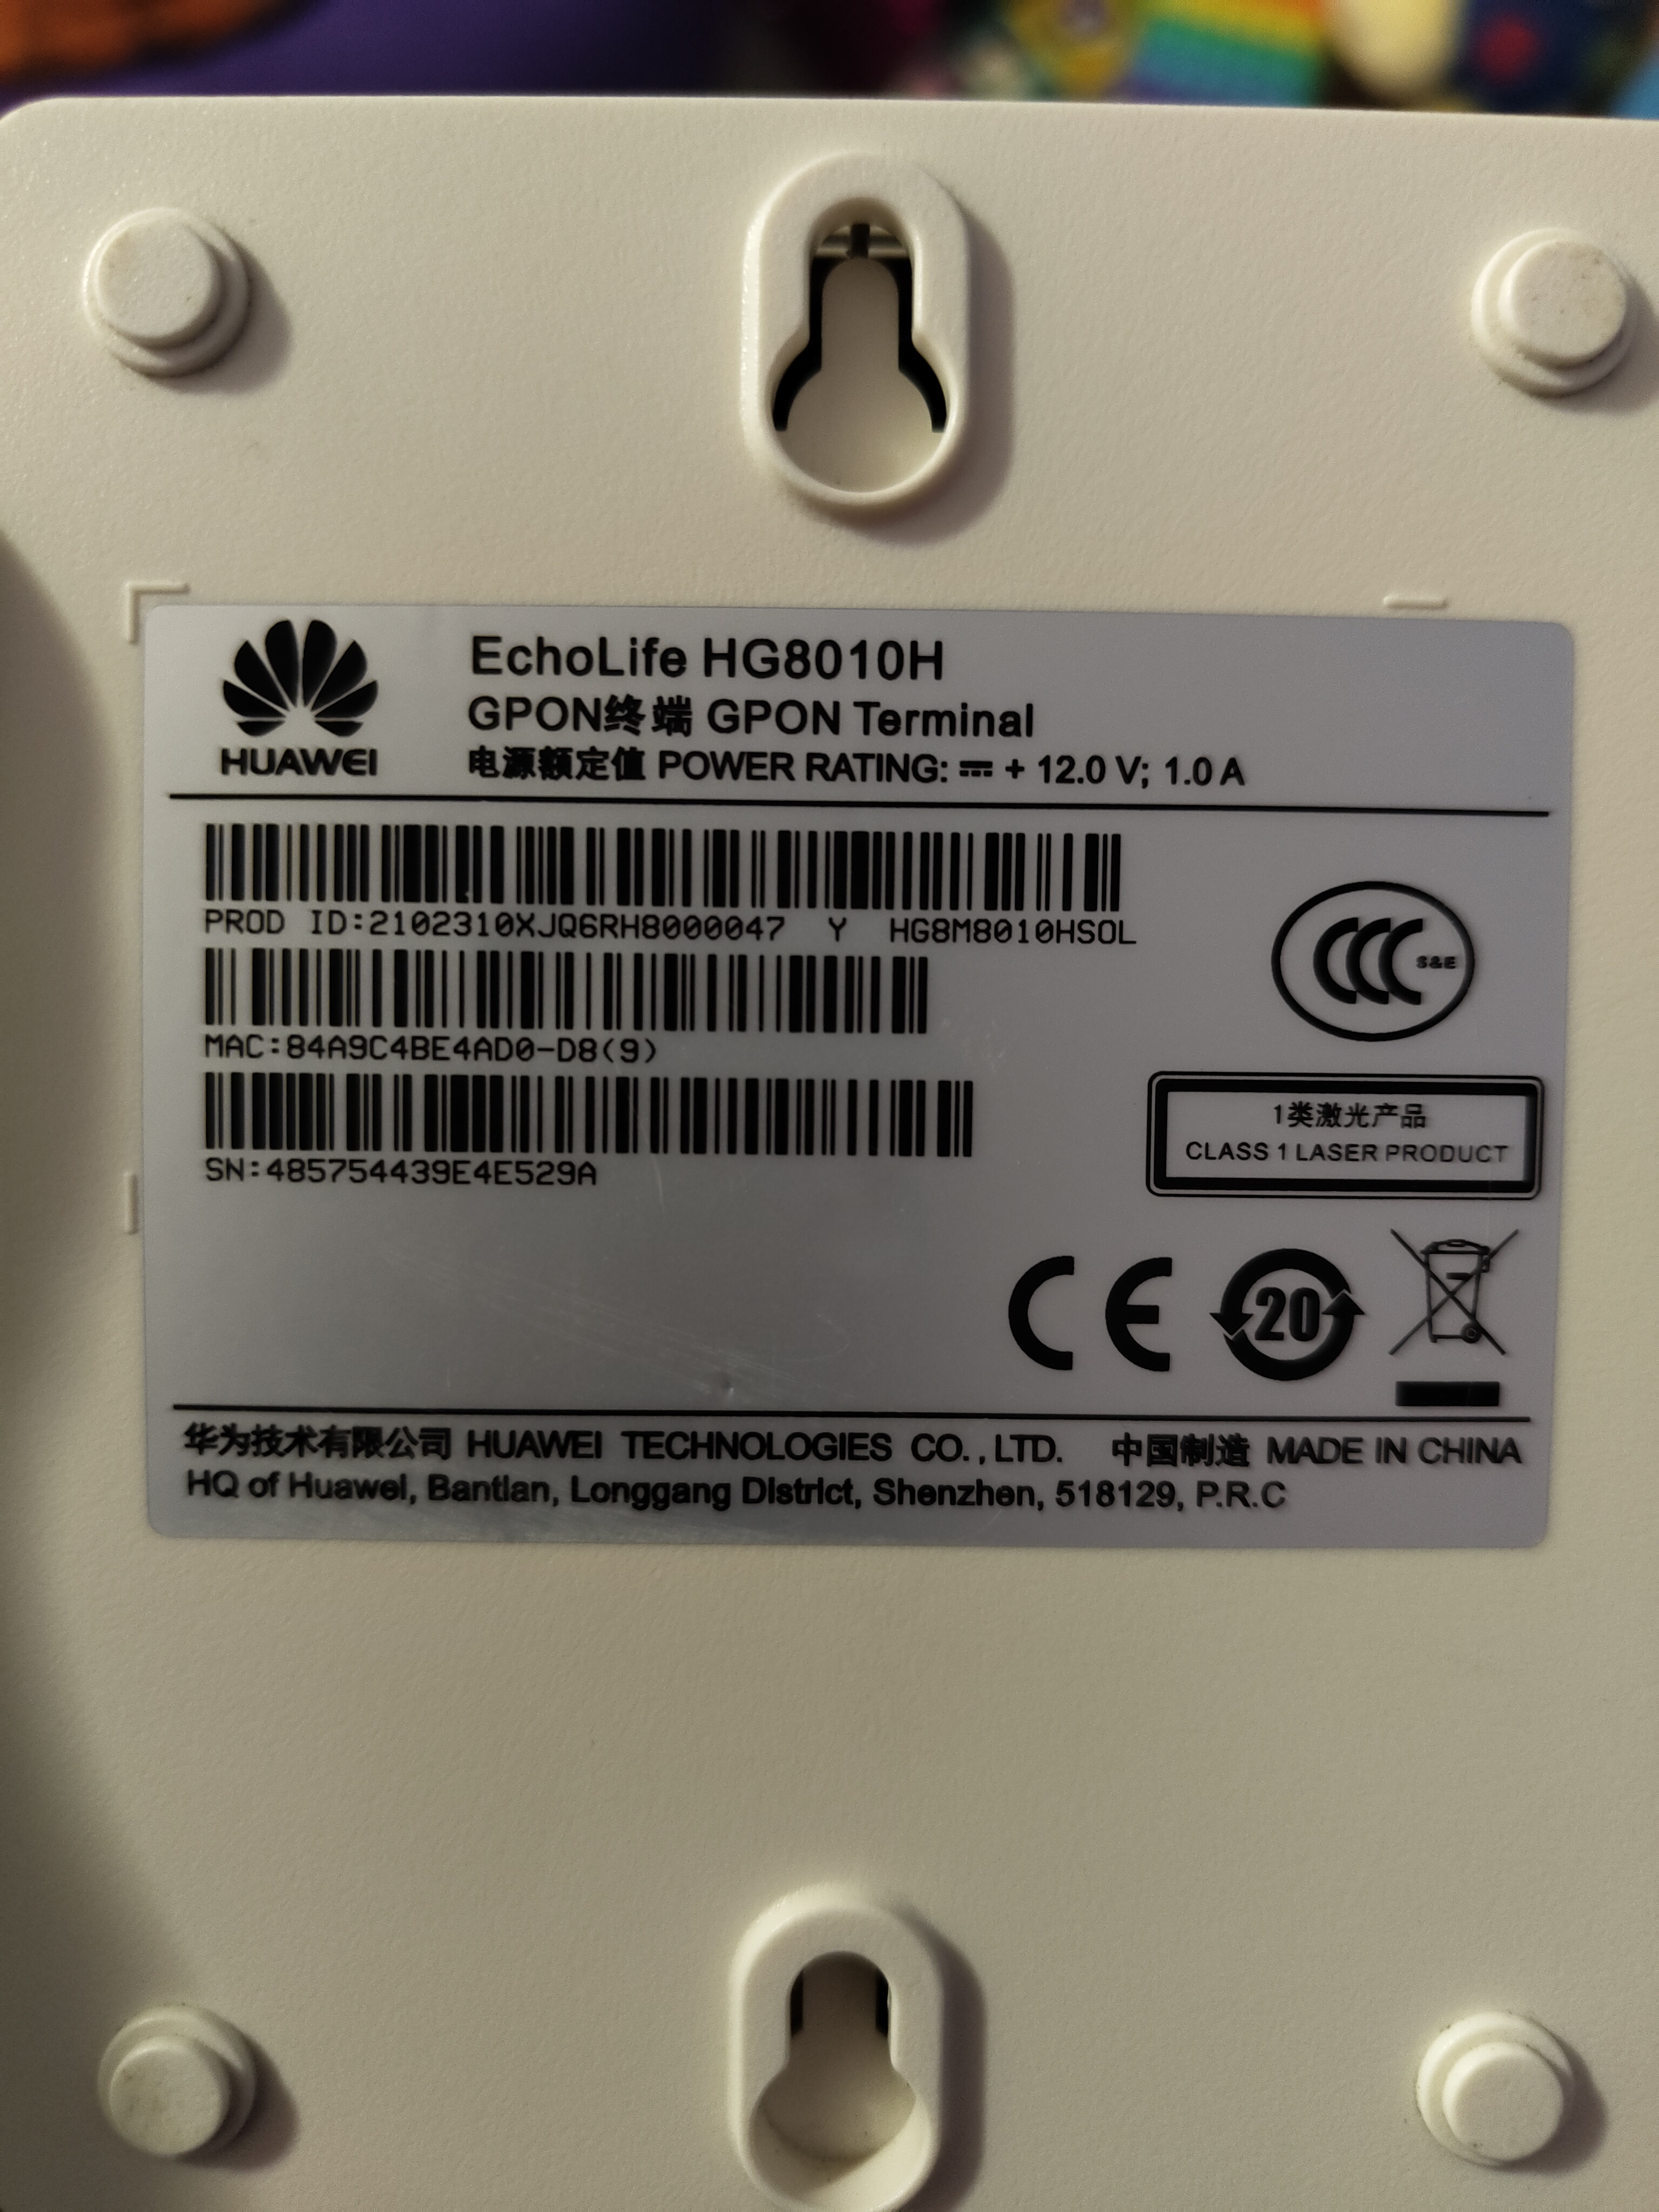 HUAWEI
EchoLife HG8010H
GPON终端 GPON Terminal
电源额定值 POWER RATING: ⎓ + 12.0 V; 1.0 A
PROD ID:2102310XJQ6RH8000047 Y HG8M8010HSOL
MAC:84A9C4BE4AD0-D8(9)
SN:485754439E4E529A
CCC S&E
1类激光产品
CLASS 1 LASER PRODUCT
CE
20
华为技术有限公司 HUAWEI TECHNOLOGIES CO.,LTD. 中国制造 MADE IN CHINA
HQ of Huawei, Bantian, Longgang District, Shenzhen, 518129, P.R.C